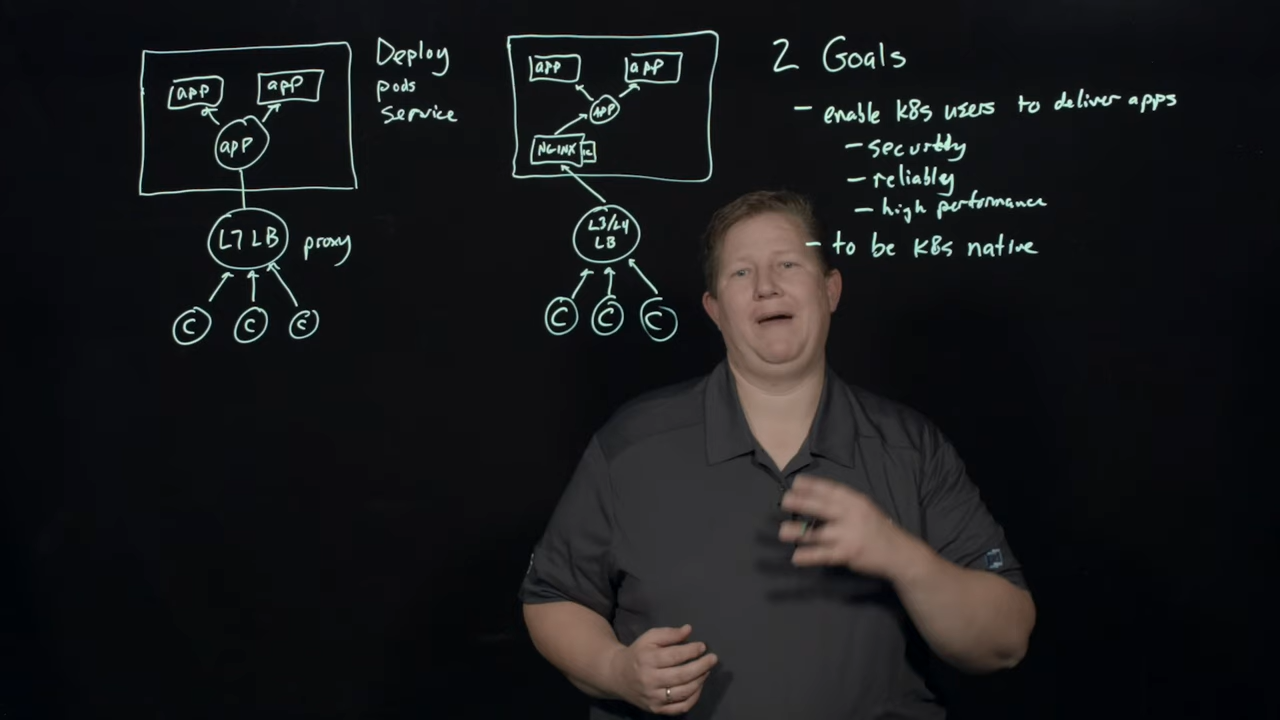 app
app
app
L7 LB
proxy
C
C
C
Deploy
pods
Service
app
app
APP
NGINX
IC
L3/L4
LB
C
C
C
2 Goals
- enable K8s users to deliver apps
- securely
- reliably
- high performance
- to be K8s native